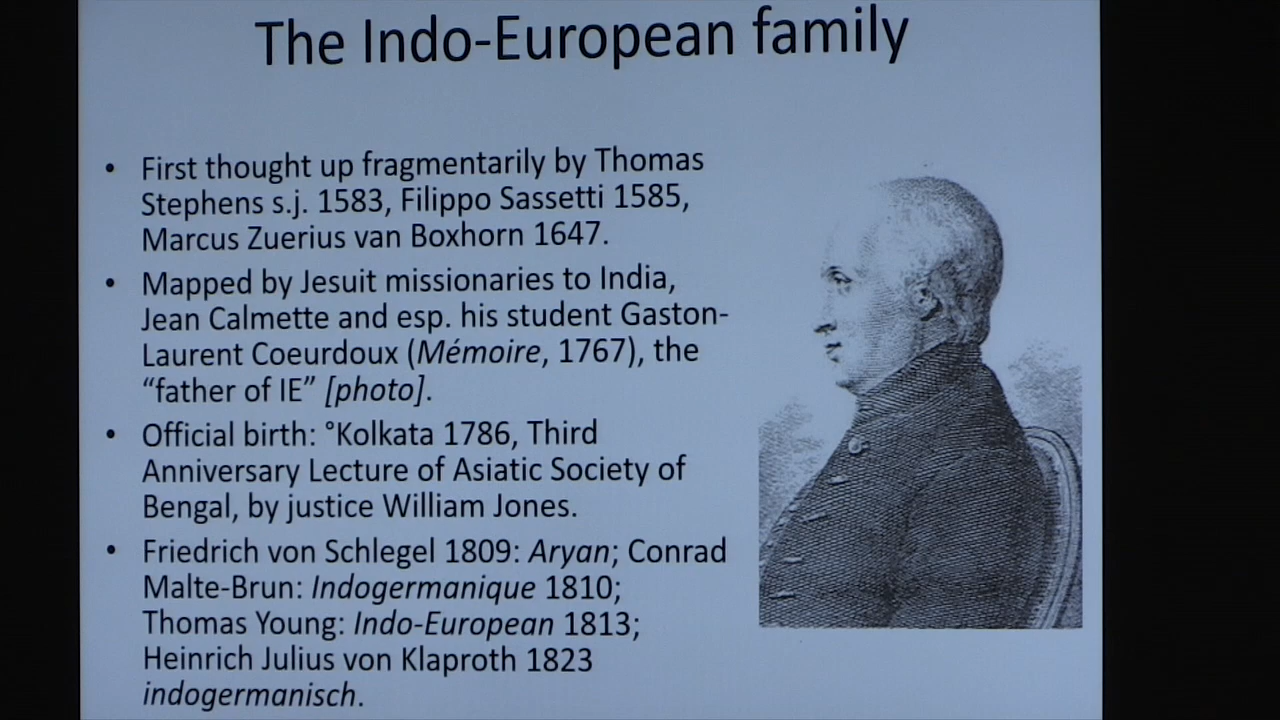 The Indo-European family
• First thought up fragmentarily by Thomas
Stephens s.j. 1583, Filippo Sassetti 1585,
Marcus Zuerius van Boxhorn 1647.
• Mapped by Jesuit missionaries to India,
Jean Calmette and esp. his student Gaston-
Laurent Coeurdoux (Mémoire, 1767), the
“father of IE” [photo].
• Official birth: °Kolkata 1786, Third
Anniversary Lecture of Asiatic Society of
Bengal, by justice William Jones.
• Friedrich von Schlegel 1809: Aryan; Conrad
Malte-Brun: Indogermanique 1810;
Thomas Young: Indo-European 1813;
Heinrich Julius von Klaproth 1823
indogermanisch.